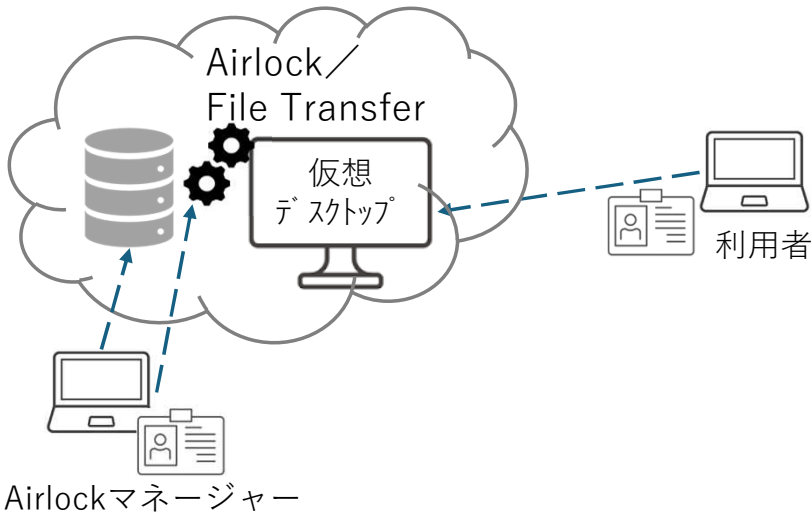 Airlock／
File Transfer
仮想
ﾃﾞｽｸﾄｯﾌﾟ
利用者
Airlockマネージャー